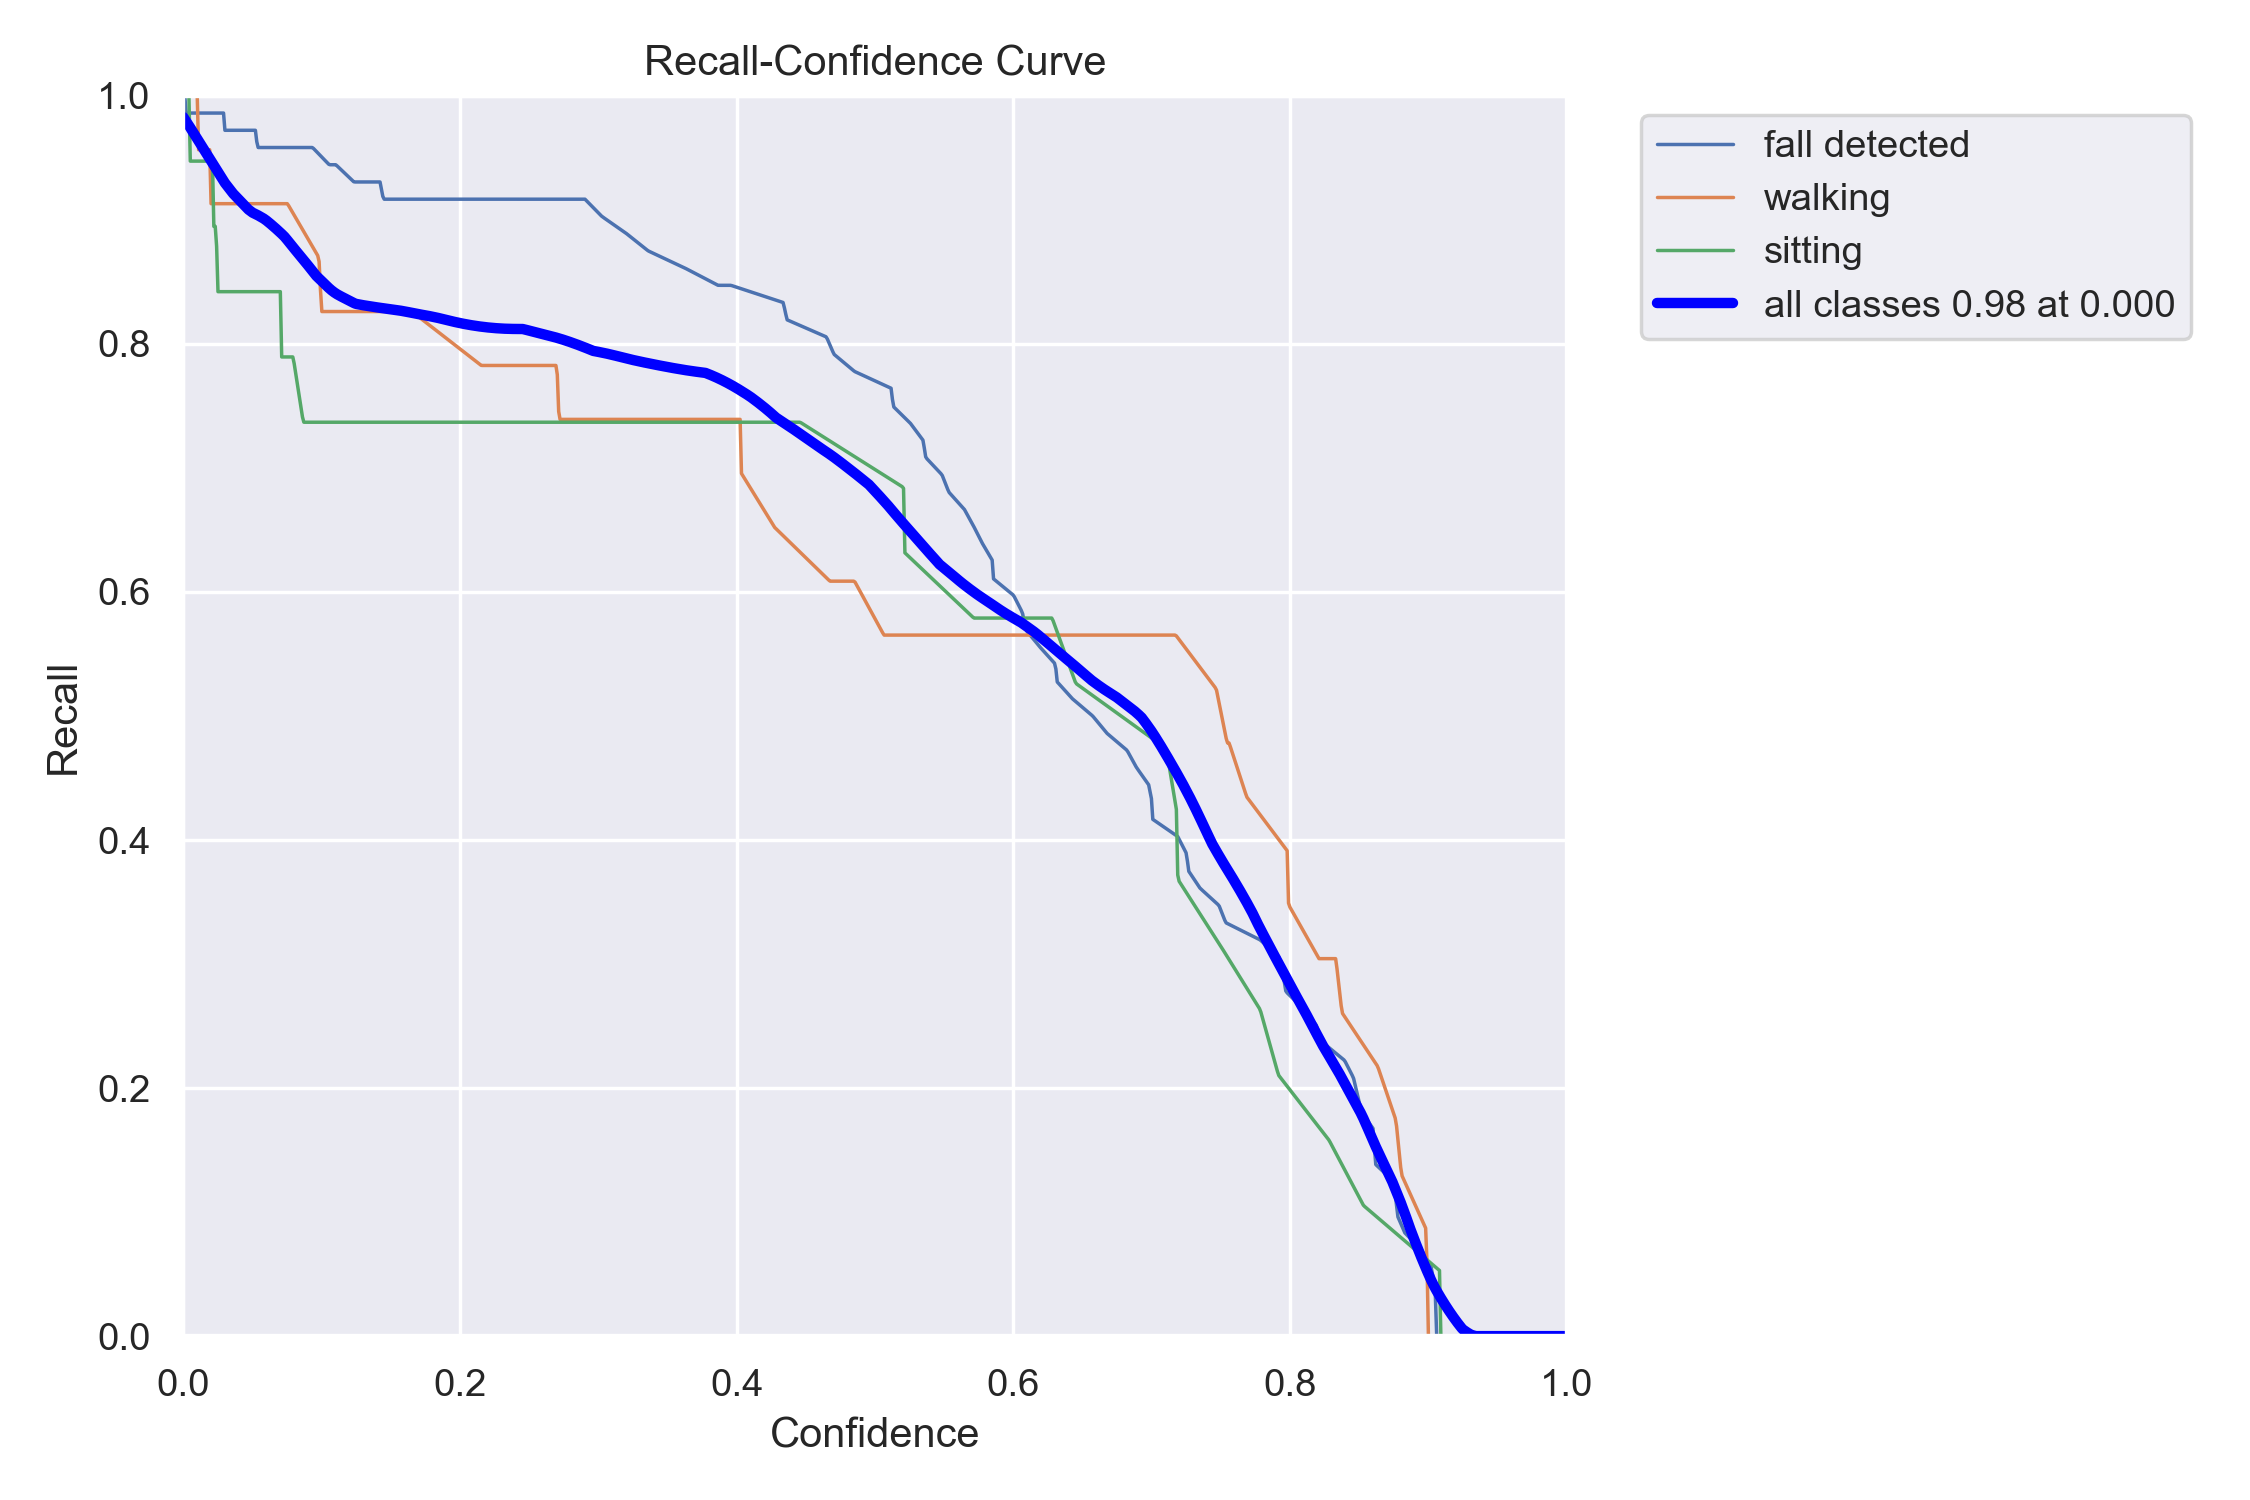 Recall-Confidence Curve
1.0
0.8
0.6
0.4
0.2
0.0
Recall
0.0 0.2 0.4 0.6 0.8 1.0
Confidence
fall detected
walking
sitting
all classes 0.98 at 0.000